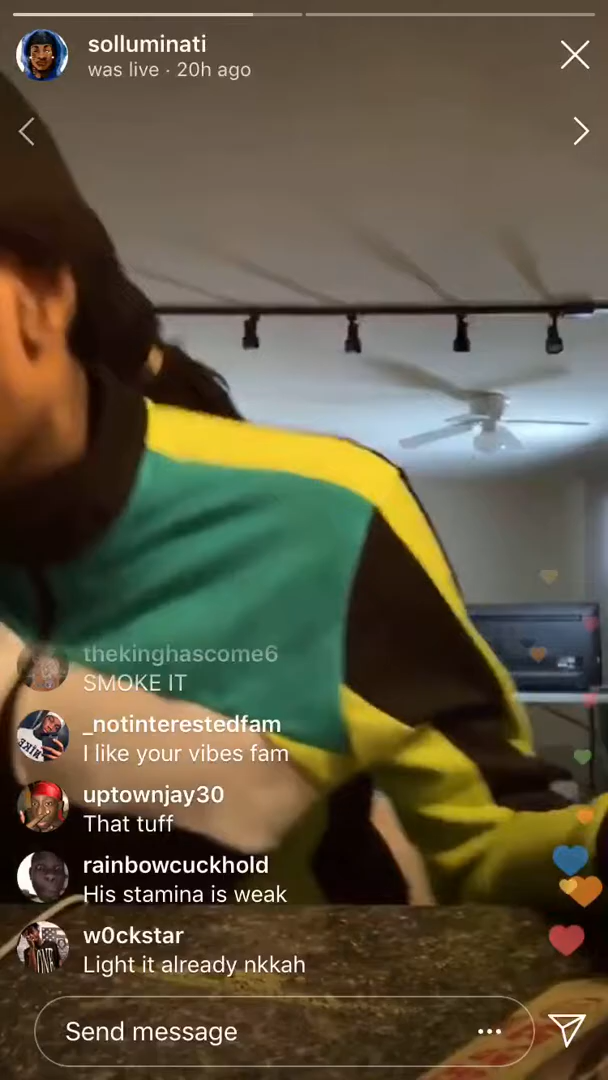 solluminati
was live · 20h ago
thekinghascome6
SMOKE IT
_notinterestedfam
I like your vibes fam
uptownjay30
That tuff
rainbowcuckhold
His stamina is weak
w0ckstar
Light it already nkkah
Send message